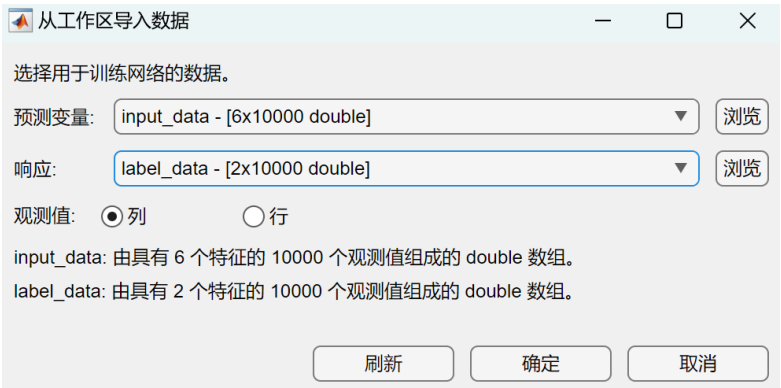 从工作区导入数据
选择用于训练网络的数据。
预测变量: input_data - [6x10000 double] 浏览
响应: label_data - [2x10000 double] 浏览
观测值: 列 行
input_data: 由具有 6 个特征的 10000 个观测值组成的 double 数组。
label_data: 由具有 2 个特征的 10000 个观测值组成的 double 数组。
刷新 确定 取消